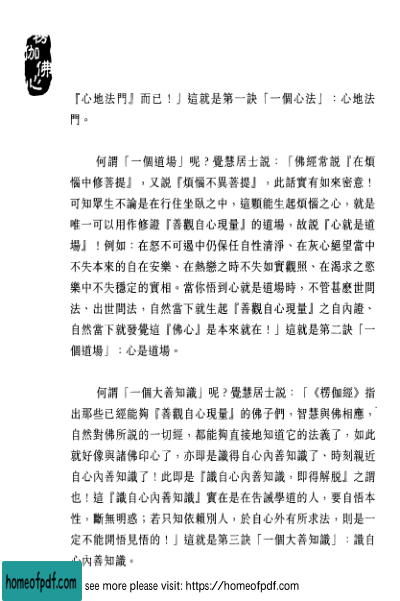 楞伽佛心
『心地法門』而已！」這就是第一訣「一個心法」：心地法
門。
何謂「一個道場」呢？覺慧居士說：「佛經常說『在煩
惱中修菩提』，又說『煩惱不異菩提』，此話實有如來密意！
可知眾生不論是在行住坐臥之中，這顆能生起煩惱之心，就是
唯一可以用作修證『善觀自心現量』的道場，故說『心就是道
場』！例如：在怒不可遏中仍保任自性清淨、在灰心絕望當中
不失本來的自在安樂、在熱戀之時不失如實觀照、在渴求之慾
樂中不失穩定的實相。當你悟到心就是道場時，不管甚麼世間
法、出世間法，自然當下就生起『善觀自心現量』之自內證、
自然當下就發覺這『佛心』是本來就在！」這就是第二訣「一
個道場」：心是道場。
何謂「一個大善知識」呢？覺慧居士說：「《楞伽經》指
出那些已經能夠『善觀自心現量』的佛子們，智慧與佛相應，
自然對佛所說的一切經，都能夠直接地知道它的法義了，如此
就好像與諸佛印心了，亦即是識得自心內善知識了、時刻親近
自心內善知識了！此即是『識自心內善知識，即得解脫』之謂
也！這『識自心內善知識』實在是在告誡學道的人，要自悟本
性，斷無明惑；若只知依賴別人，於自心外有所求法，則是一
定不能開悟見悟的！」這就是第三訣「一個大善知識」：識自
心內善知識。
homeofpdf.com
see more please visit: https://homeofpdf.com